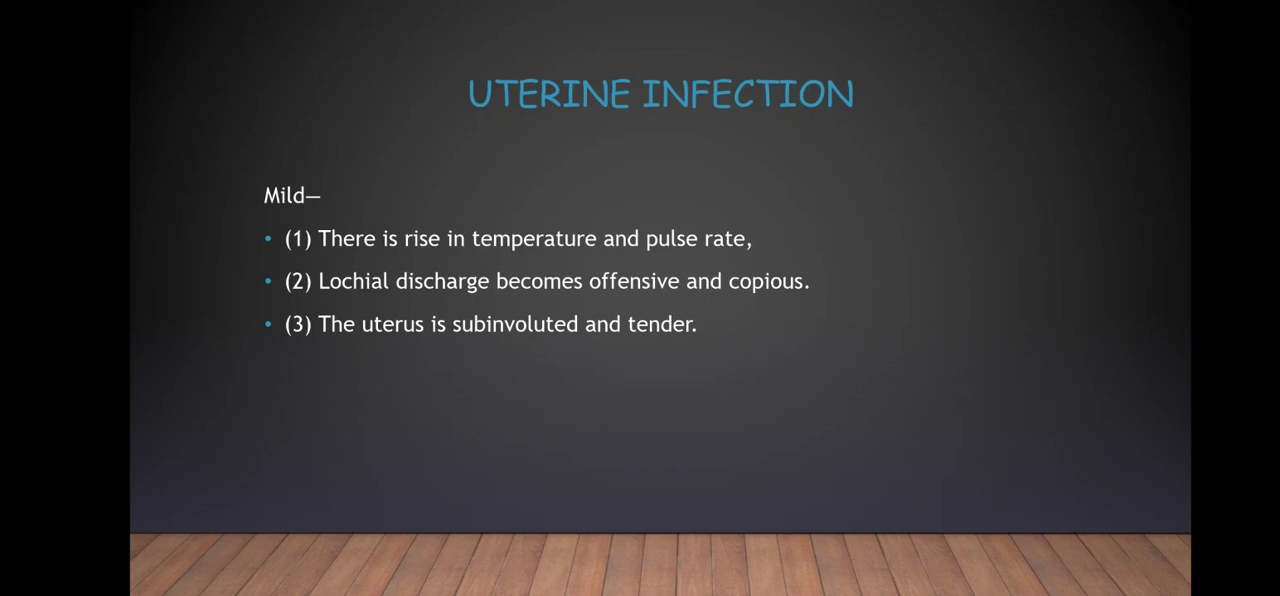 UTERINE INFECTION
Mild—
• (1) There is rise in temperature and pulse rate,
• (2) Lochial discharge becomes offensive and copious.
• (3) The uterus is subinvoluted and tender.